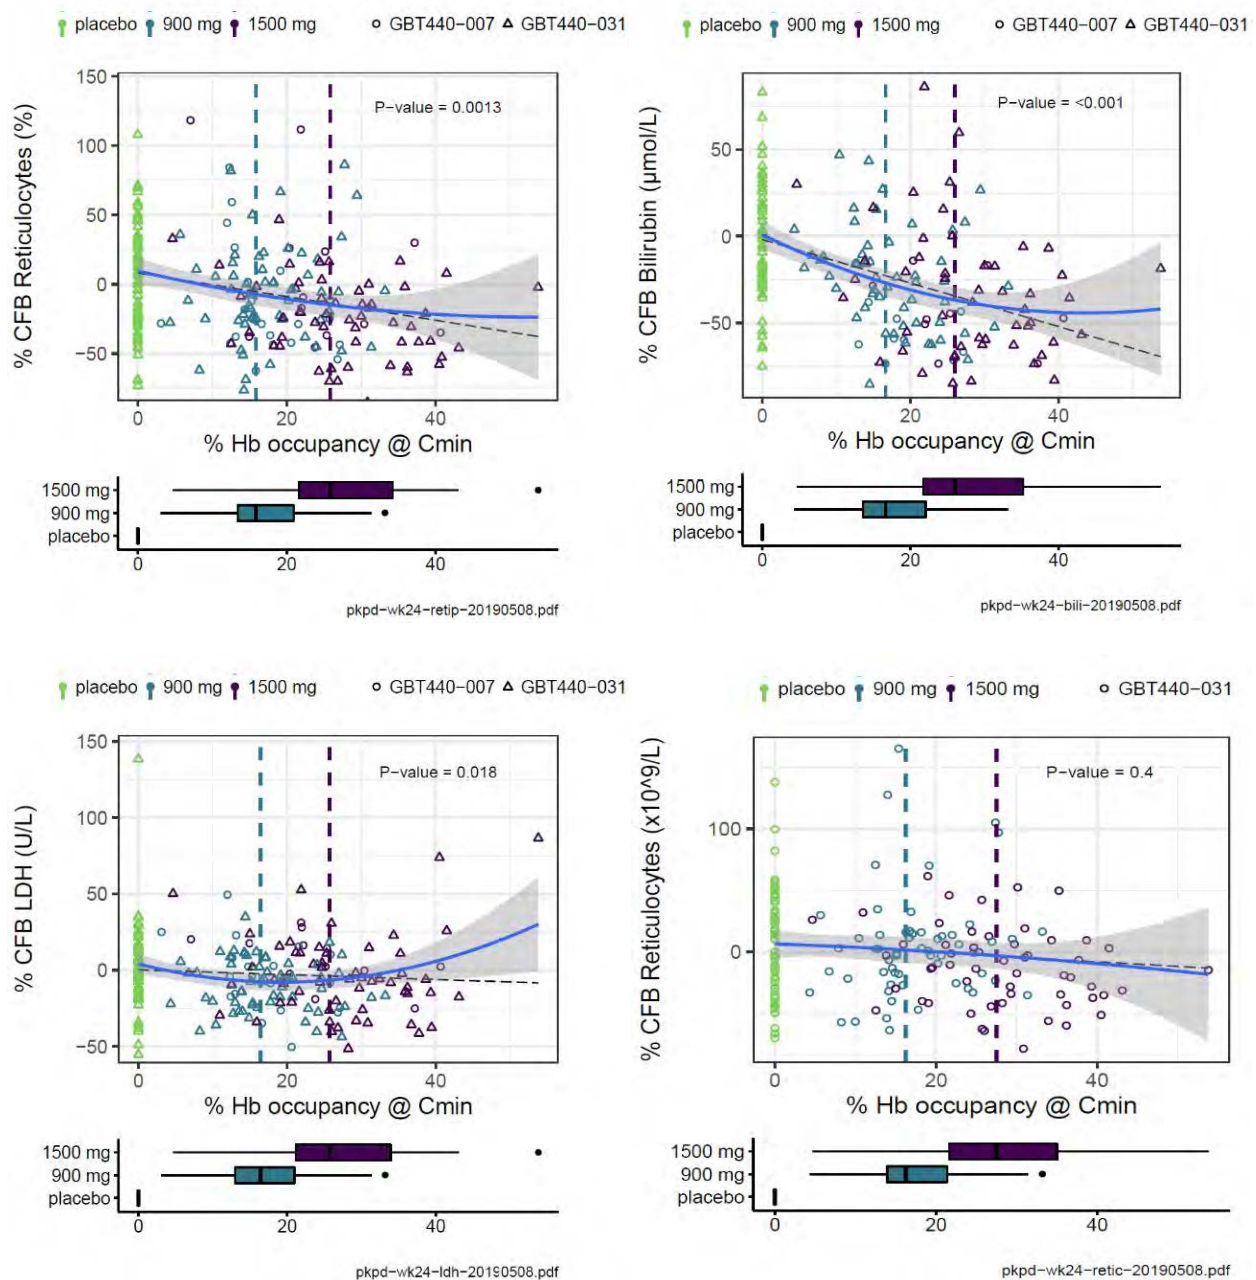 placebo 900 mg 1500 mg GBT440-007 GBT440-031
% CFB Reticulocytes (%)
150
100
50
0
-50
P-value = 0.0013
0 20 40
% Hb occupancy @ Cmin
1500 mg
900 mg
placebo
0 20 40
pkpd-wk24-retip-20190508.pdf
placebo 900 mg 1500 mg GBT440-007 GBT440-031
% CFB Bilirubin (µmol/L)
50
0
-50
P-value = <0.001
0 20 40
% Hb occupancy @ Cmin
1500 mg
900 mg
placebo
0 20 40
pkpd-wk24-bili-20190508.pdf
placebo 900 mg 1500 mg GBT440-007 GBT440-031
% CFB LDH (U/L)
150
100
50
0
-50
P-value = 0.018
0 20 40
% Hb occupancy @ Cmin
1500 mg
900 mg
placebo
0 20 40
pkpd-wk24-ldh-20190508.pdf
placebo 900 mg 1500 mg GBT440-031
% CFB Reticulocytes (x10^9/L)
100
0
P-value = 0.4
0 20 40
% Hb occupancy @ Cmin
1500 mg
900 mg
placebo
0 20 40
pkpd-wk24-retic-20190508.pdf